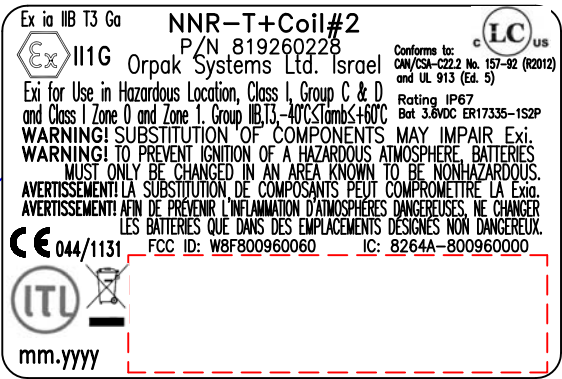 Ex ia IIB T3 Ga
NNR-T+Coil#2
P/N 819260228
Orpak Systems Ltd. Israel
Ex II1G
c LC us
Conforms to:
CAN/CSA-C22.2 No. 157-92 (R2012)
and UL 913 (Ed. 5)
Exi for Use in Hazardous Location, Class I, Group C & D
and Class I Zone 0 and Zone 1. Group IIB,T3,-40°C≤Tamb≤+60°C
Rating IP67
Bat 3.6VDC ER17335-1S2P
WARNING! SUBSTITUTION OF COMPONENTS MAY IMPAIR Exi.
WARNING! TO PREVENT IGNITION OF A HAZARDOUS ATMOSPHERE, BATTERIES
MUST ONLY BE CHANGED IN AN AREA KNOWN TO BE NONHAZARDOUS.
AVERTISSEMENT! LA SUBSTITUTION DE COMPOSANTS PEUT COMPROMETTRE LA Exia.
AVERTISSEMENT! AFIN DE PRÉVENIR L'INFLAMMATION D'ATMOSPHÈRES DANGEREUSES, NE CHANGER
LES BATTERIES QUE DANS DES EMPLACEMENTS DÉSIGNÉS NON DANGEREUX.
CE 044/1131
FCC ID: W8F800960060
IC: 8264A-800960000
ITL
mm.yyyy